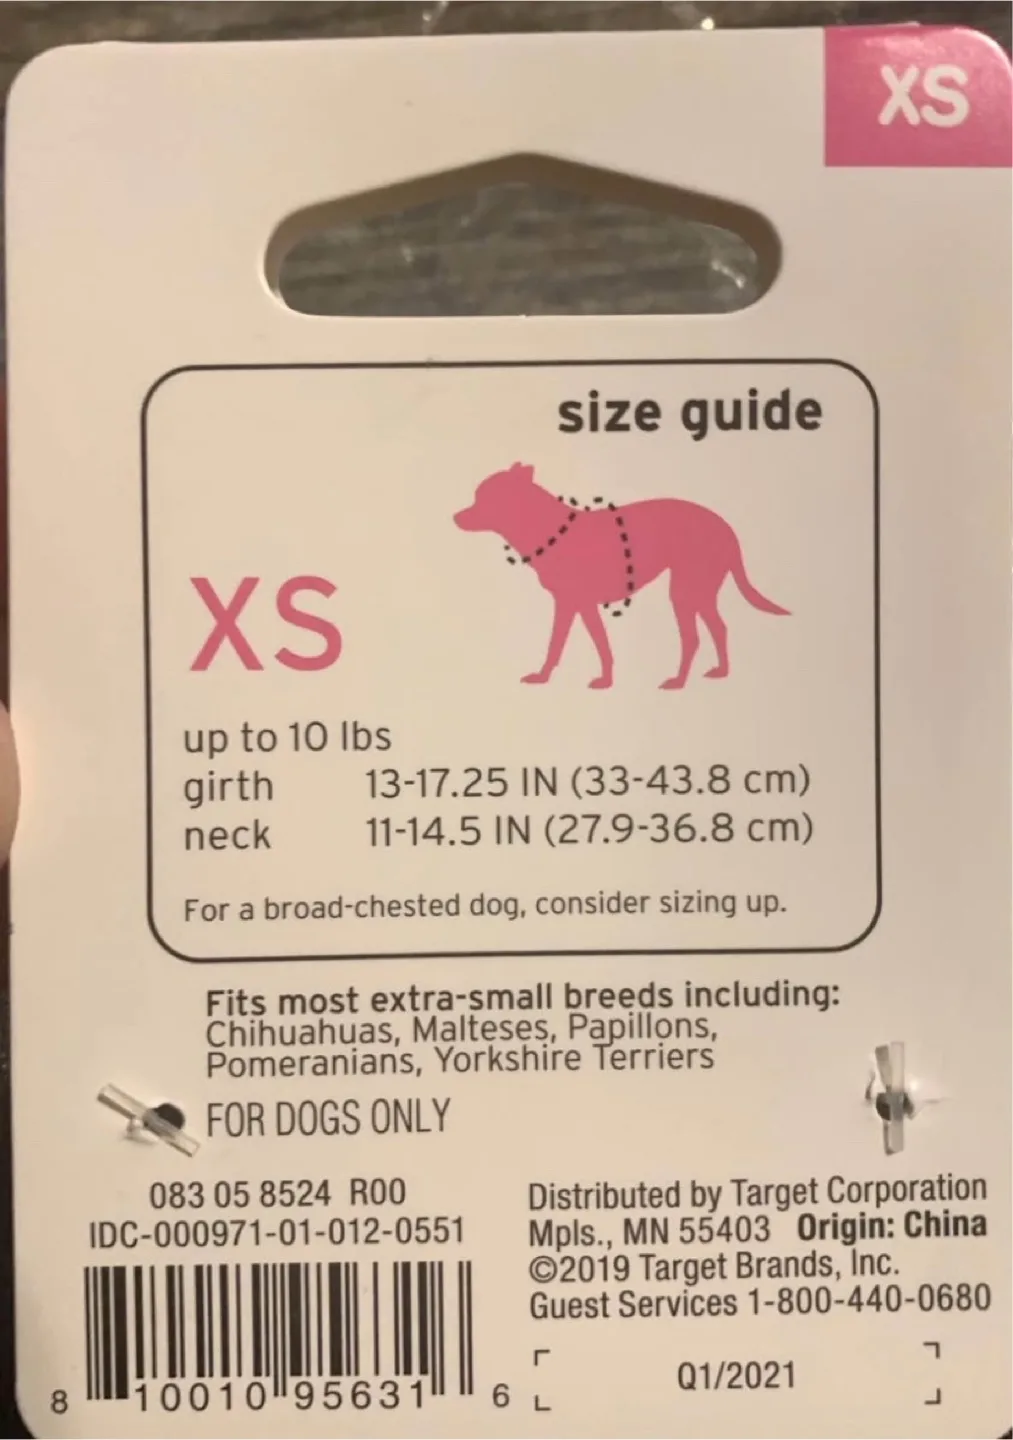 XS
size guide
XS
up to 10 lbs
girth 13-17.25 IN (33-43.8 cm)
neck 11-14.5 IN (27.9-36.8 cm)
For a broad-chested dog, consider sizing up.
Fits most extra-small breeds including:
Chihuahuas, Malteses, Papillons,
Pomeranians, Yorkshire Terriers
FOR DOGS ONLY
083 05 8524 R00
IDC-000971-01-012-0551
8 10010 95631 6
Distributed by Target Corporation
Mpls., MN 55403 Origin: China
©2019 Target Brands, Inc.
Guest Services 1-800-440-0680
Q1/2021